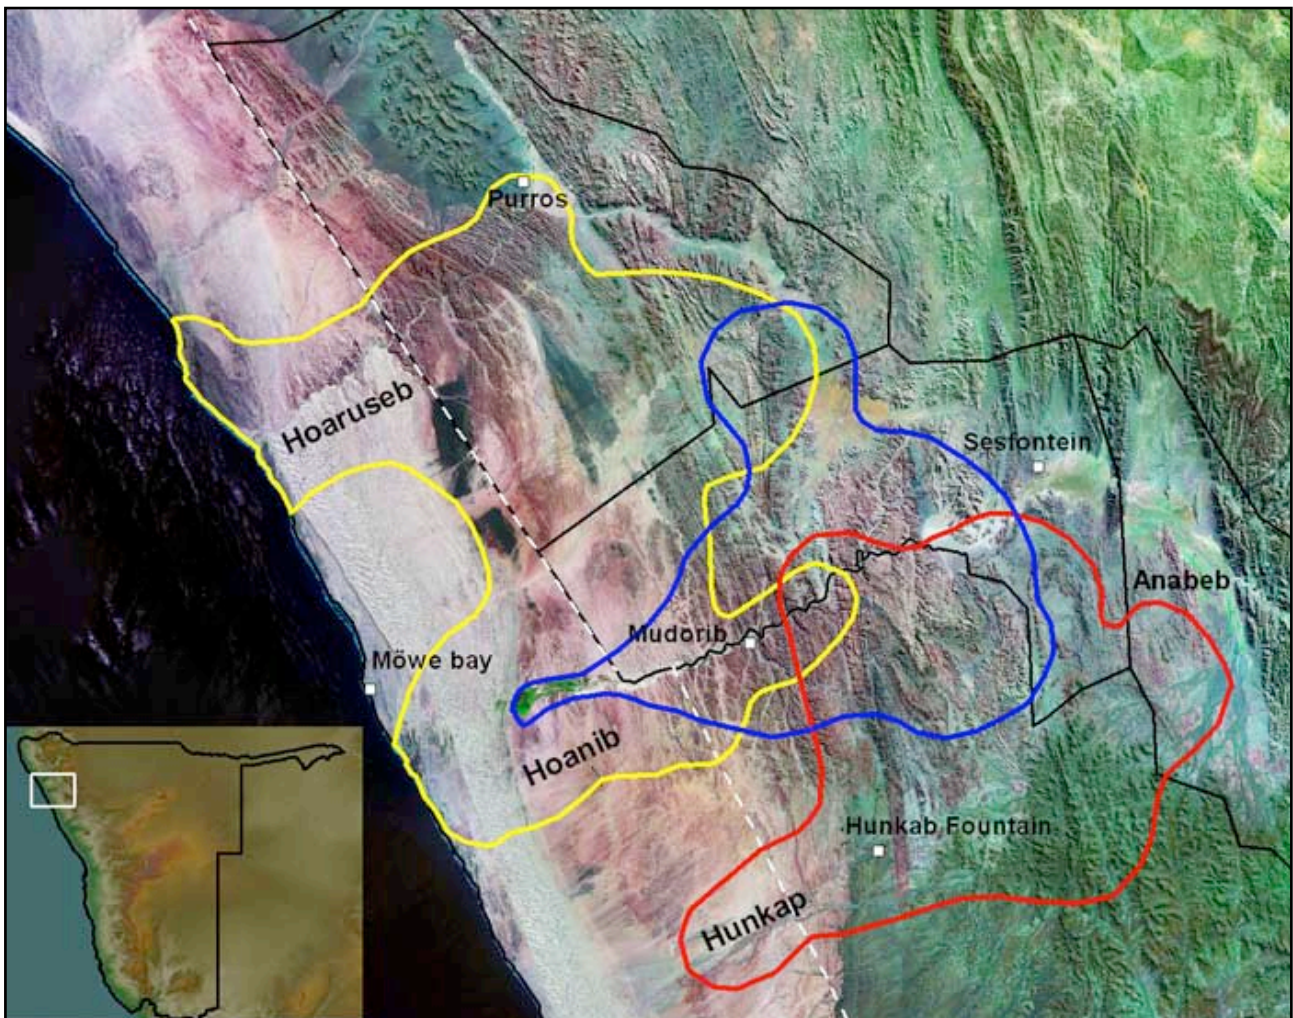 Purros
Hoaruseb
Sesfontein
Anabeb
Mudorib
Möwe bay
Hoanib
Hunkab Fountain
Hunkap